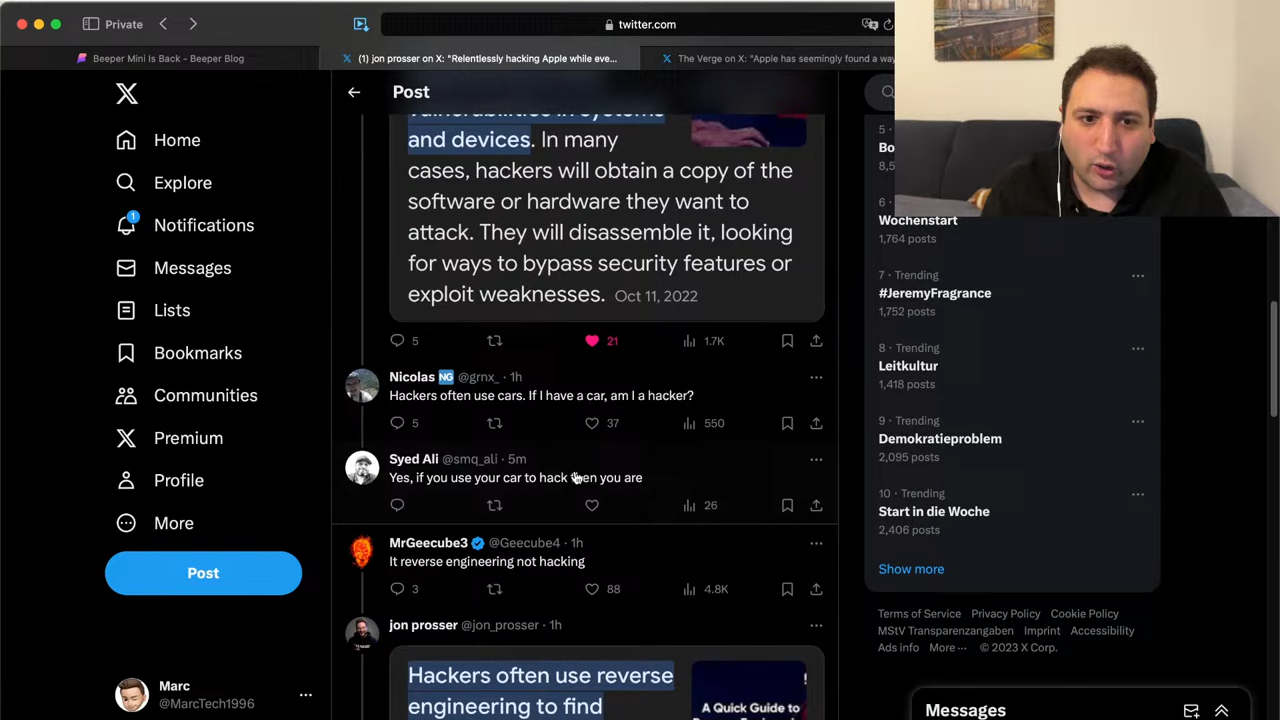 Private
twitter.com
Beeper Mini Is Back - Beeper Blog
(1) jon prosser on X: "Relentlessly hacking Apple while eve...
The Verge on X: "Apple has seemingly found a wa
Home
Explore
1
Notifications
Messages
Lists
Bookmarks
Communities
Premium
Profile
More
Post
Marc
@MarcTech1996
Post
vulnerabilities in systems
and devices. In many
cases, hackers will obtain a copy of the
software or hardware they want to
attack. They will disassemble it, looking
for ways to bypass security features or
exploit weaknesses. Oct 11, 2022
5 21 1.7K
Nicolas NG @grnx_ · 1h
Hackers often use cars. If I have a car, am I a hacker?
5 37 550
Syed Ali @smq_ali · 5m
Yes, if you use your car to hack then you are
26
MrGeecube3 @Geecube4 · 1h
It reverse engineering not hacking
3 88 4.8K
jon prosser @jon_prosser · 1h
Hackers often use reverse
engineering to find
A Quick Guide to
5
Bo
8,5
6
Wochenstart
1,764 posts
7 · Trending
#JeremyFragrance
1,752 posts
8 · Trending
Leitkultur
1,418 posts
9 · Trending
Demokratieproblem
2,095 posts
10 · Trending
Start in die Woche
2,406 posts
Show more
Terms of Service Privacy Policy Cookie Policy
MStV Transparenzangaben Imprint Accessibility
Ads info More ··· © 2023 X Corp.
Messages